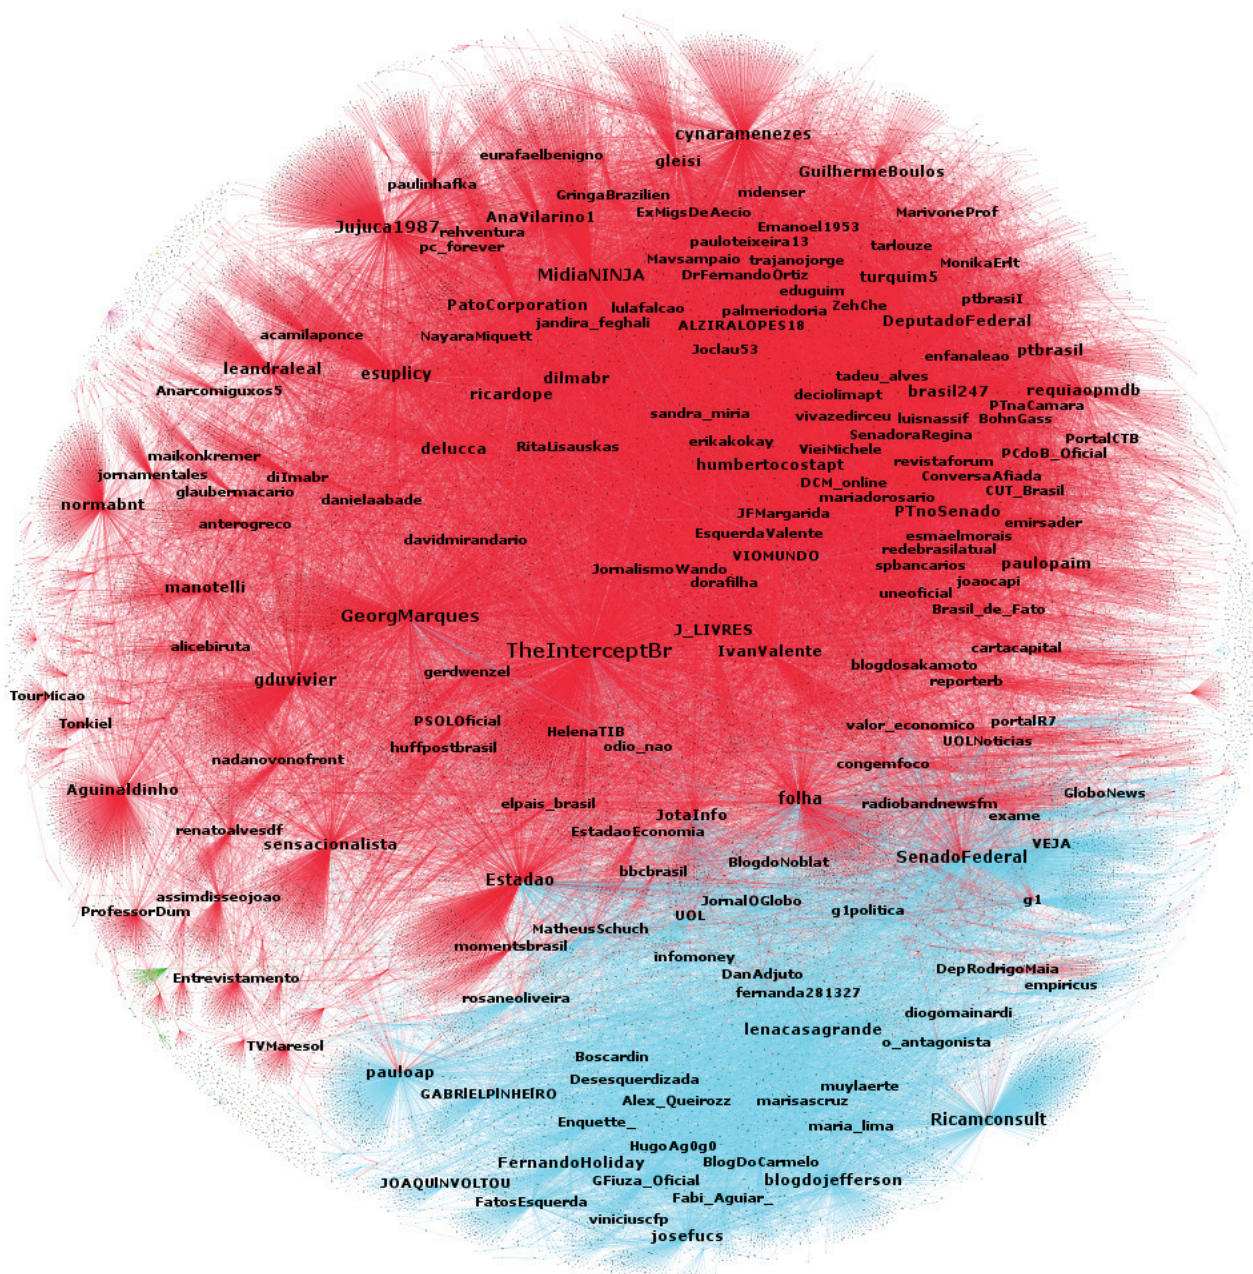 cynaramenezes
eurafaelbenigno
gleisi
GuilhermeBoulos
paulinhafka
GringaBrazilien
mdenser
AnaVilarino1
ExMigsDeAecio
MarivoneProf
Jujuca1987
rehventura
Emanoel1953
pc_forever
pauloteixeira13
tarlouze
Mavsampaio
trajanojorge
MonikaErlt
MidiaNINJA
DrFernandoOrtiz
turquim5
eduguim
PatoCorporation
lulafalcao
palmeriodoria
ZehChe
ptbrasiI
jandira_feghali
ALZIRALOPES18
DeputadoFederal
acamilaponce
NayaraMiquett
Joclau53
enfanaleao
ptbrasil
leandraleal
esuplicy
dilmabr
tadeu_alves
Anarcomiguxos5
ricardope
deciolimapt
brasil247
requiaopmdb
PTnaCamara
sandra_miria
vivazedirceu
luisnassif
BohnGass
delucca
RitaLisauskas
erikakokay
SenadoraRegina
PortalCTB
maikonkremer
VieiMichele
PCdoB_Oficial
jornamentales
diImabr
humbertocostapt
revistaforum
glaubermacario
DCM_online
ConversaAfiada
normabnt
danielaabade
mariadorosario
CUT_Brasil
anterogreco
JFMargarida
PTnoSenado
emirsader
davidmirandario
EsquerdaValente
esmaelmorais
VIOMUNDO
redebrasilatual
JornalismoWando
spbancarios
paulopaim
manotelli
dorafilha
joaocapi
uneoficial
GeorgMarques
Brasil_de_Fato
J_LIVRES
alicebiruta
TheInterceptBr
IvanValente
cartacapital
gerdwenzel
blogdosakamoto
gduvivier
reporterb
TourMicao
Tonkiel
PSOLOficial
HelenaTIB
valor_economico
portalR7
huffpostbrasil
odio_nao
UOLNoticias
nadanovonofront
congemfoco
Aguinaldinho
elpais_brasil
folha
radiobandnewsfm
GloboNews
JotaInfo
exame
renatoalvesdf
EstadaoEconomia
sensacionalista
VEJA
BlogdoNoblat
SenadoFederal
bbcbrasil
Estadao
assimdisseojoao
JornalOGlobo
g1
ProfessorDum
UOL
g1politica
MatheusSchuch
momentsbrasil
infomoney
Entrevistamento
DanAdjuto
DepRodrigoMaia
empiricus
rosaneoliveira
fernanda281327
diogomainardi
lenacasagrande
TVMaresol
o_antagonista
Boscardin
pauloap
Desesquerdizada
muylaerte
GABRlELPlNHElRO
Alex_Queirozz
marisascruz
Enquette_
Ricamconsult
maria_lima
HugoAg0g0
FernandoHoliday
BlogDoCarmelo
JOAQUlNVOLTOU
GFiuza_Oficial
blogdojefferson
FatosEsquerda
Fabi_Aguiar_
viniciuscfp
josefucs